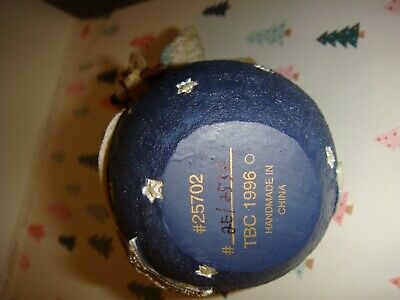 #25702
#
TBC 1996
HANDMADE IN
CHINA